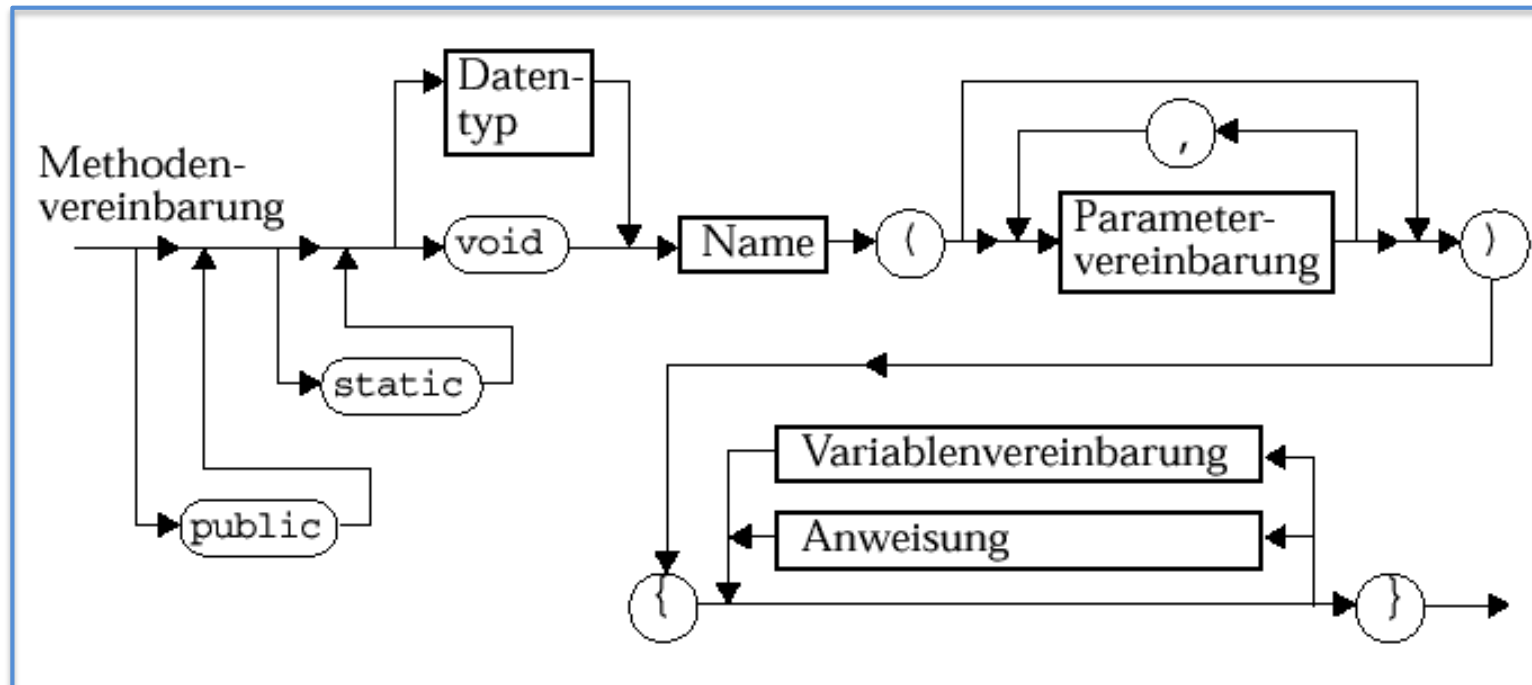 Daten-
typ
Methoden-
vereinbarung
void
Name
(
,
Parameter-
vereinbarung
)
static
public
Variablenvereinbarung
Anweisung
{
}